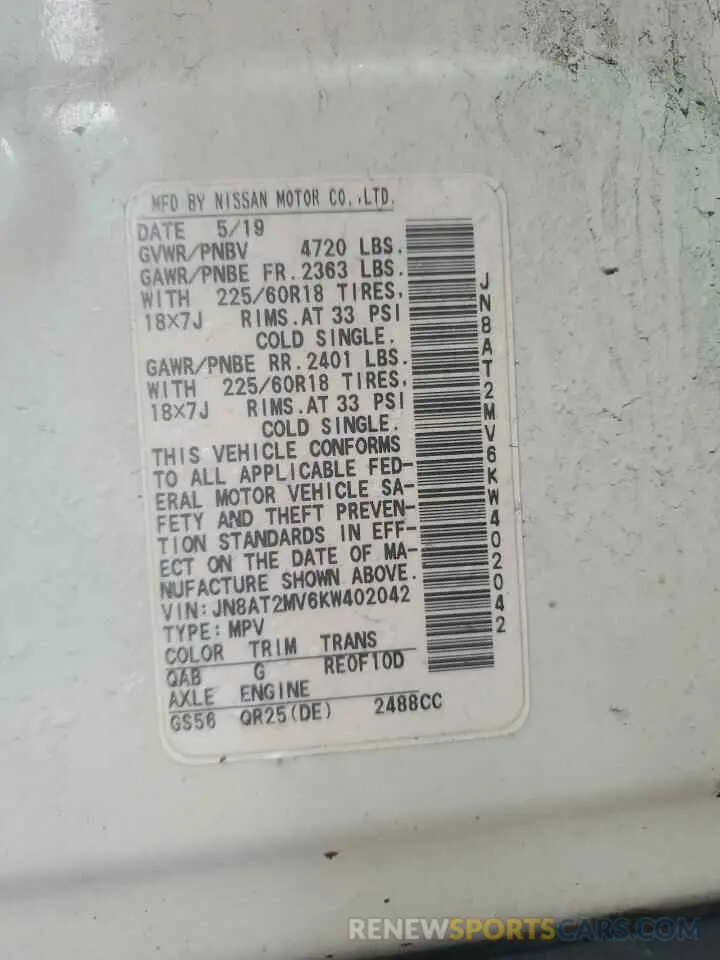 MFD BY NISSAN MOTOR CO.,LTD.
DATE 5/19
GVWR/PNBV 4720 LBS.
GAWR/PNBE FR. 2363 LBS.
WITH 225/60R18 TIRES,
18X7J RIMS.AT 33 PSI
COLD SINGLE.
GAWR/PNBE RR. 2401 LBS.
WITH 225/60R18 TIRES,
18X7J RIMS.AT 33 PSI
COLD SINGLE.
THIS VEHICLE CONFORMS
TO ALL APPLICABLE FED-
ERAL MOTOR VEHICLE SA-
FETY AND THEFT PREVEN-
TION STANDARDS IN EFF-
ECT ON THE DATE OF MA-
NUFACTURE SHOWN ABOVE.
VIN: JN8AT2MV6KW402042
TYPE: MPV
COLOR TRIM TRANS
QAB G RE0F10D
AXLE ENGINE
GS56 QR25(DE) 2488CC
JN8AT2MV6KW402042
RENEWSPORTSCARS.COM